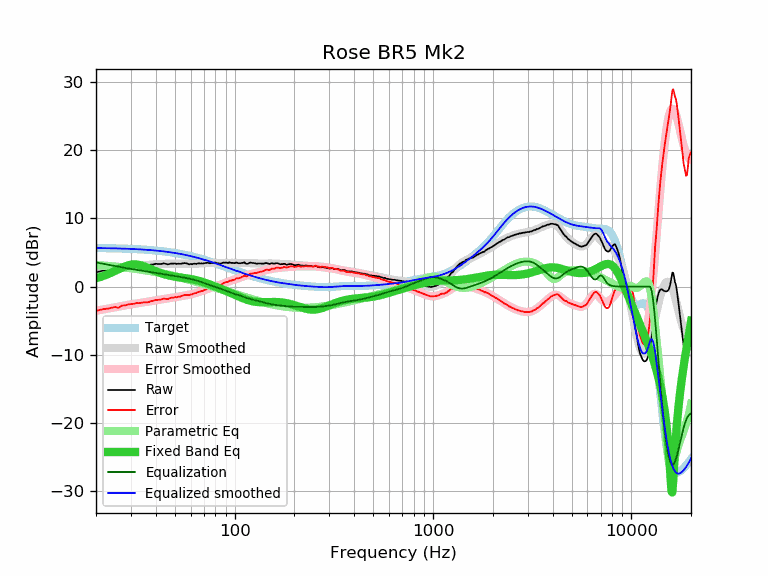 Rose BR5 Mk2
30
20
10
0
−10
−20
−30
Amplitude (dBr)
Target
Raw Smoothed
Error Smoothed
Raw
Error
Parametric Eq
Fixed Band Eq
Equalization
Equalized smoothed
100
1000
10000
Frequency (Hz)